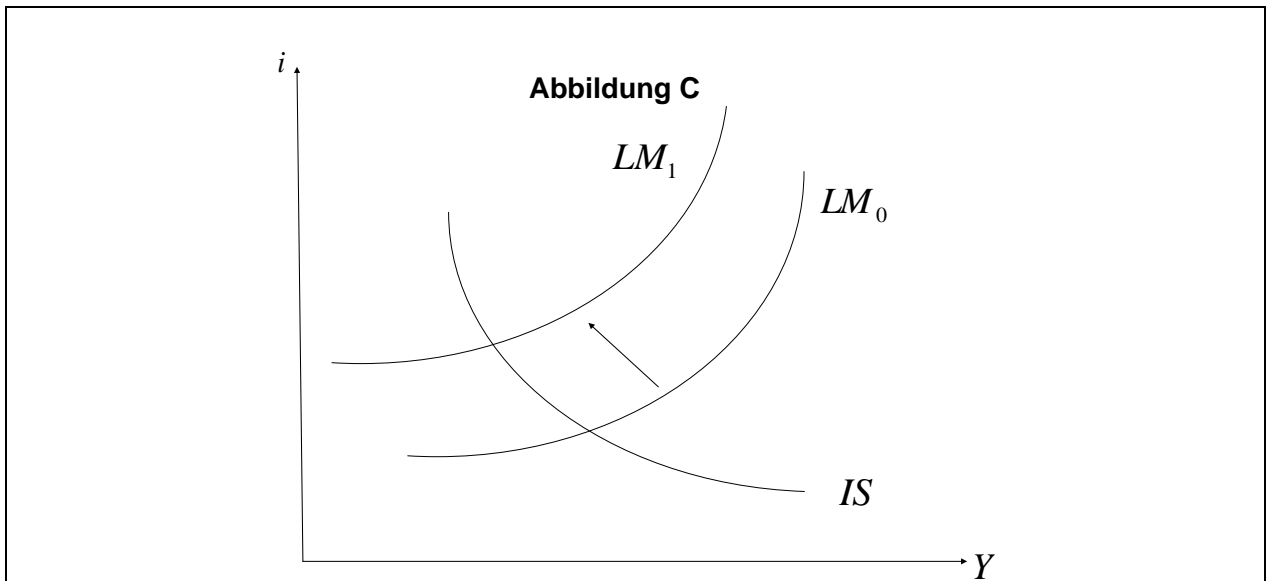 i
Abbildung C
LM₁
LM₀
IS
Y